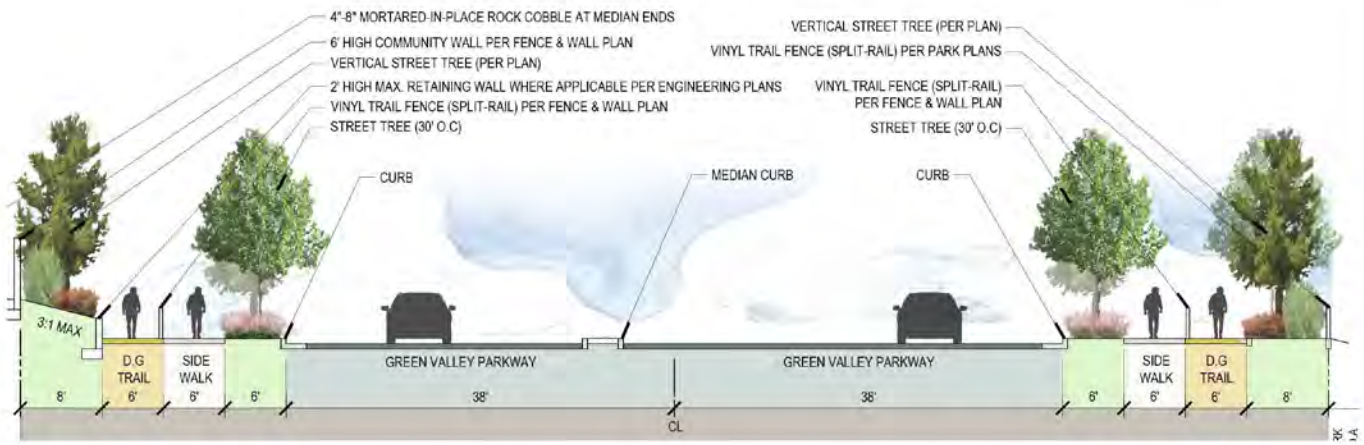 4"-8" MORTARED-IN-PLACE ROCK COBBLE AT MEDIAN ENDS
6' HIGH COMMUNITY WALL PER FENCE & WALL PLAN
VERTICAL STREET TREE (PER PLAN)
2' HIGH MAX. RETAINING WALL WHERE APPLICABLE PER ENGINEERING PLANS
VINYL TRAIL FENCE (SPLIT-RAIL) PER FENCE & WALL PLAN
STREET TREE (30' O.C)
CURB
MEDIAN CURB
CURB
VERTICAL STREET TREE (PER PLAN)
VINYL TRAIL FENCE (SPLIT-RAIL) PER PARK PLANS
VINYL TRAIL FENCE (SPLIT-RAIL)
PER FENCE & WALL PLAN
STREET TREE (30' O.C)
3:1 MAX
D.G
TRAIL
SIDE
WALK
GREEN VALLEY PARKWAY
GREEN VALLEY PARKWAY
SIDE
WALK
D.G
TRAIL
8' 6' 6' 6' 38' 38' 6' 6' 6' 8'
CL